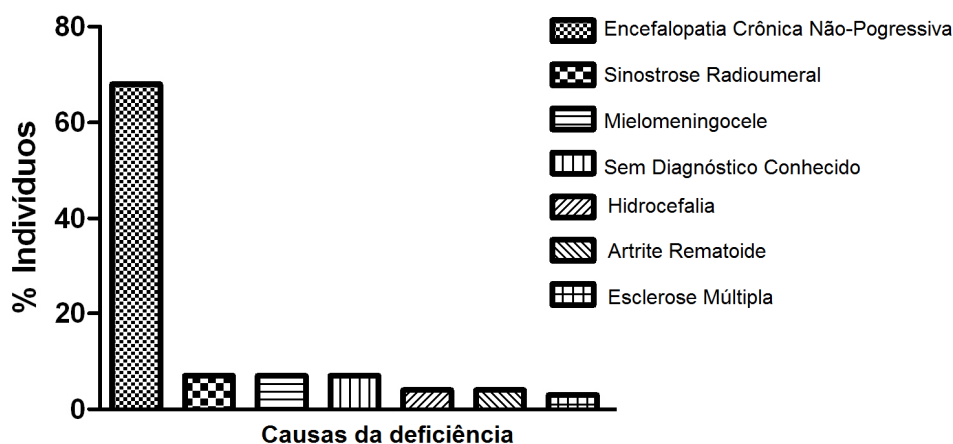 80
60
40
20
0
% Indivíduos
Causas da deficiência
Encefalopatia Crônica Não-Pogressiva
Sinostrose Radioumeral
Mielomeningocele
Sem Diagnóstico Conhecido
Hidrocefalia
Artrite Rematoide
Esclerose Múltipla